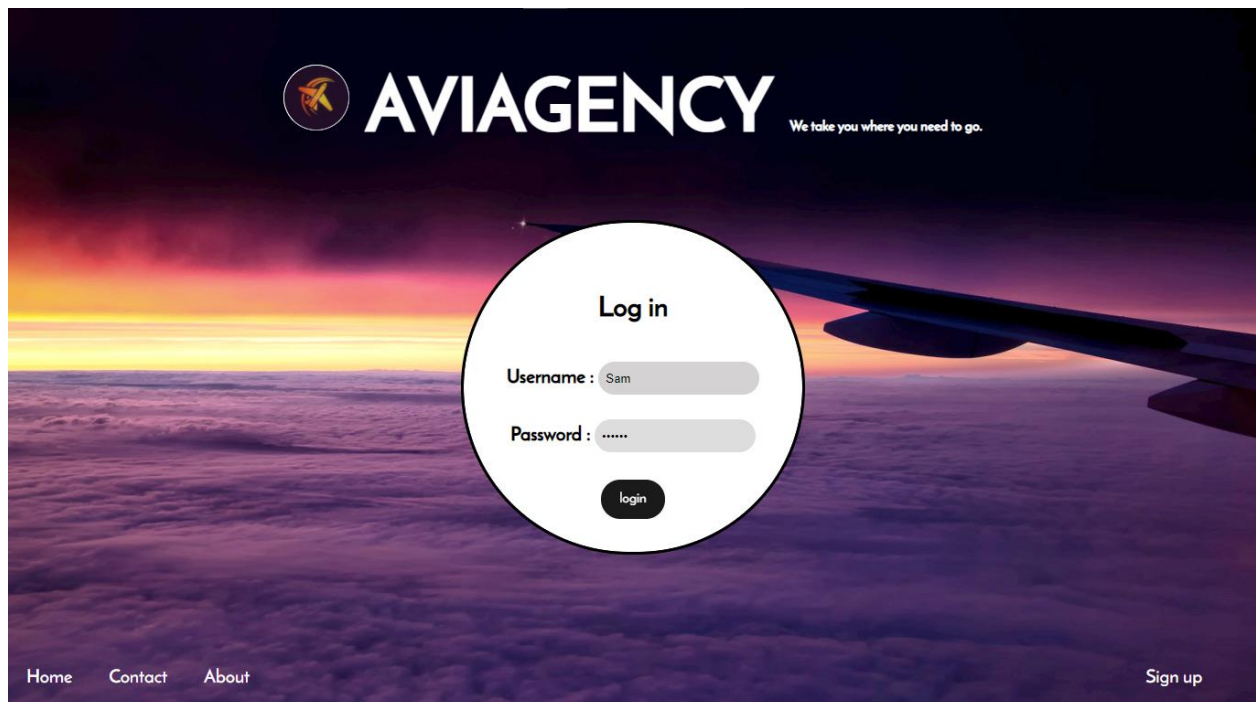 AVIAGENCY We take you where you need to go.
Log in
Username : Sam
Password : ······
login
Home Contact About Sign up